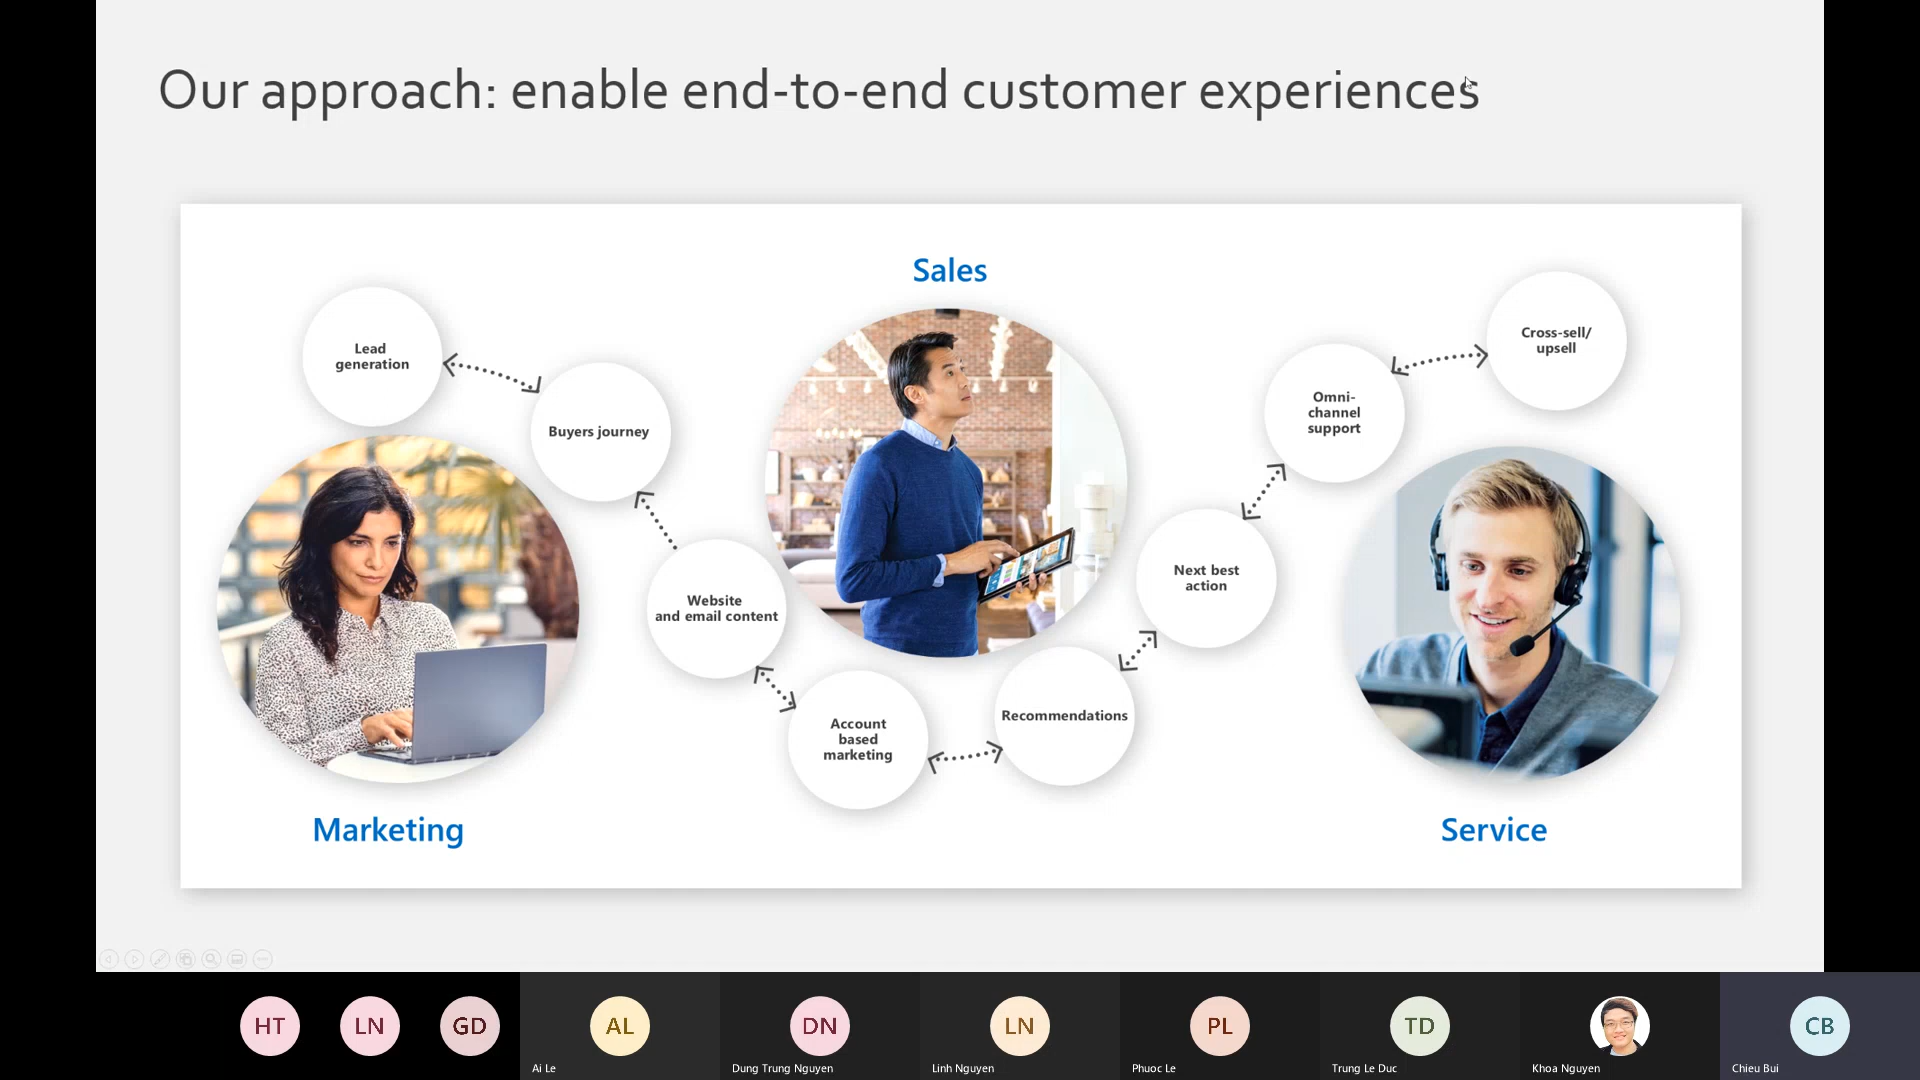 Our approach: enable end-to-end customer experiences
Sales
Lead
generation
Buyers journey
Website
and email content
Account
based
marketing
Recommendations
Next best
action
Omni-
channel
support
Cross-sell/
upsell
Marketing
Service
HT
LN
GD
AL
Ai Le
DN
Dung Trung Nguyen
LN
Linh Nguyen
PL
Phuoc Le
TD
Trung Le Duc
Khoa Nguyen
CB
Chieu Bui